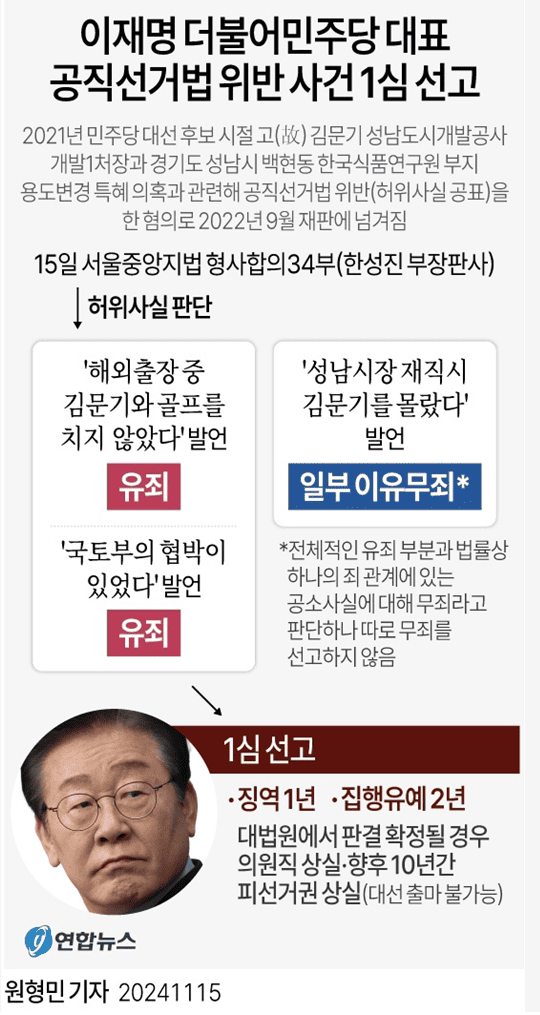 이재명 더불어민주당 대표
공직선거법 위반 사건 1심 선고
2021년 민주당 대선 후보 시절 고(故) 김문기 성남도시개발공사
개발1처장과 경기도 성남시 백현동 한국식품연구원 부지
용도변경 특혜 의혹과 관련해 공직선거법 위반(허위사실 공표)을
한 혐의로 2022년 9월 재판에 넘겨짐
15일 서울중앙지법 형사합의34부(한성진 부장판사)
허위사실 판단
'해외출장 중
김문기와 골프를
치지 않았다' 발언
유죄
'국토부의 협박이
있었다' 발언
유죄
'성남시장 재직시
김문기를 몰랐다'
발언
일부 이유무죄*
*전체적인 유죄 부분과 법률상
하나의 죄 관계에 있는
공소사실에 대해 무죄라고
판단하나 따로 무죄를
선고하지 않음
1심 선고
·징역 1년 ·집행유예 2년
대법원에서 판결 확정될 경우
의원직 상실·향후 10년간
피선거권 상실(대선 출마 불가능)
y 연합뉴스
원형민 기자 20241115